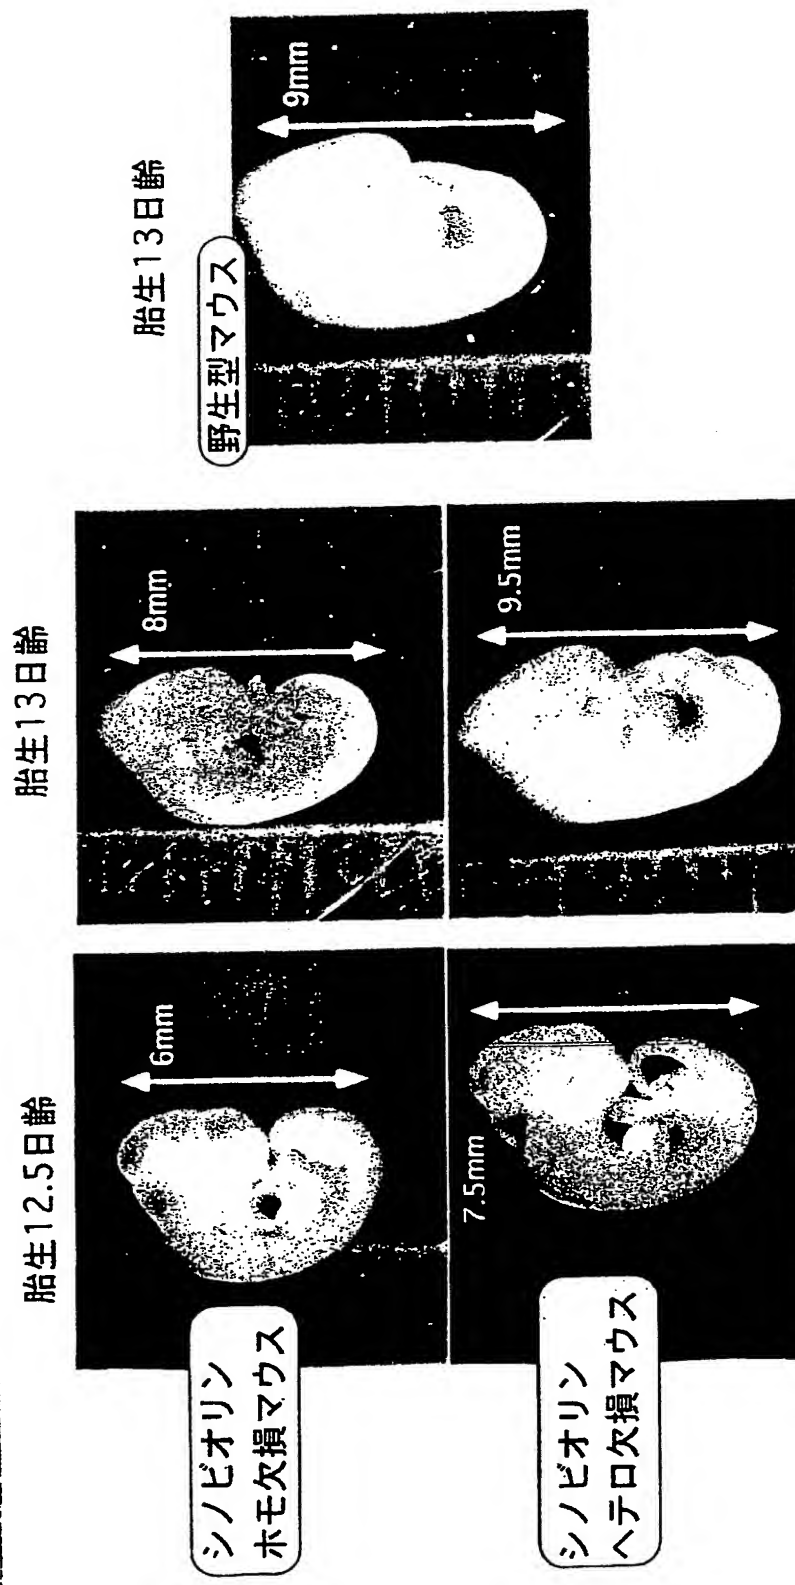 胎生12.5日齢
胎生13日齢
胎生13日齢
シノビオリン
ホモ欠損マウス
6mm
8mm
野生型マウス
9mm
シノビオリン
ヘテロ欠損マウス
7.5mm
9.5mm